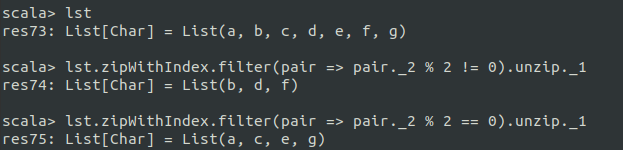 scala> lst
res73: List[Char] = List(a, b, c, d, e, f, g)
scala> lst.zipWithIndex.filter(pair => pair._2 % 2 != 0).unzip._1
res74: List[Char] = List(b, d, f)
scala> lst.zipWithIndex.filter(pair => pair._2 % 2 == 0).unzip._1
res75: List[Char] = List(a, c, e, g)